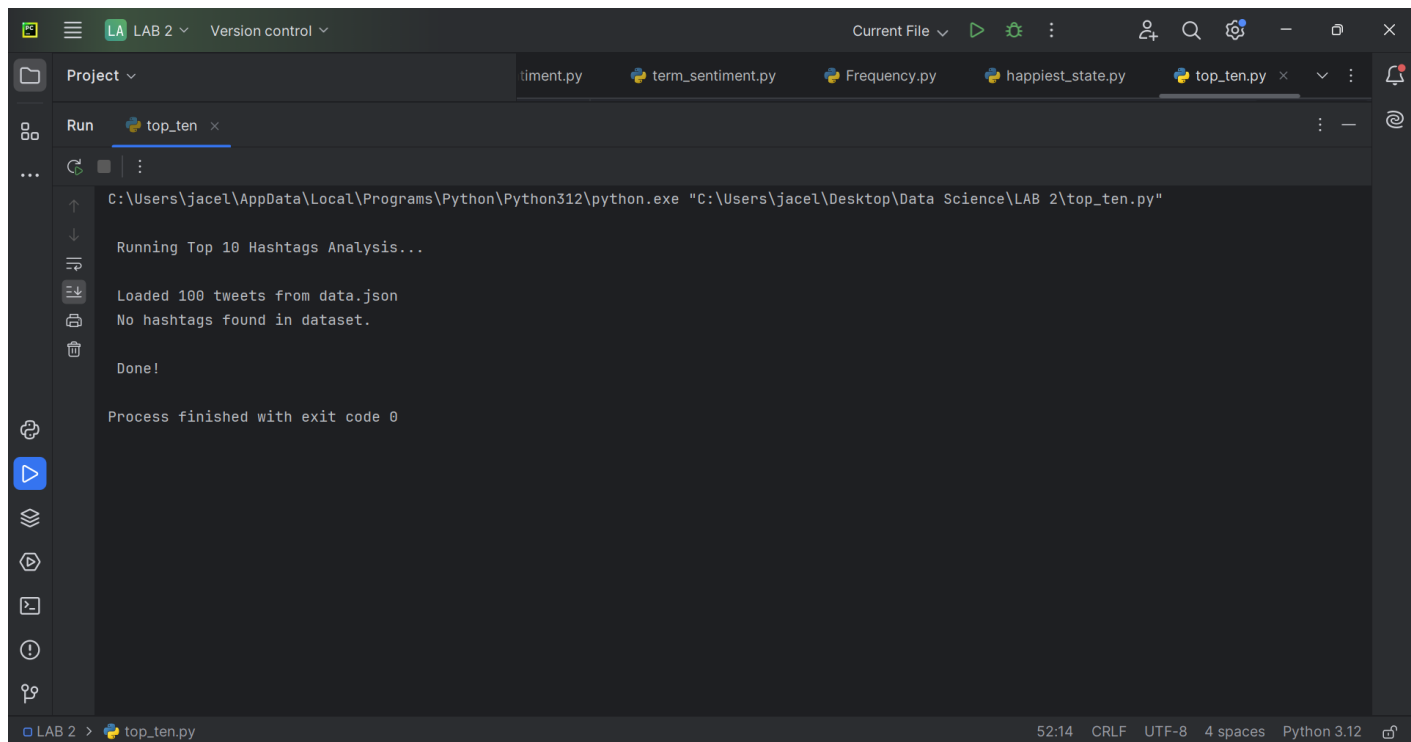 PC
LA LAB 2 Version control Current File
Project timent.py term_sentiment.py Frequency.py happiest_state.py top_ten.py
Run top_ten
C:\Users\jacel\AppData\Local\Programs\Python\Python312\python.exe "C:\Users\jacel\Desktop\Data Science\LAB 2\top_ten.py"
Running Top 10 Hashtags Analysis...
Loaded 100 tweets from data.json
No hashtags found in dataset.
Done!
Process finished with exit code 0
LAB 2 > top_ten.py 52:14 CRLF UTF-8 4 spaces Python 3.12